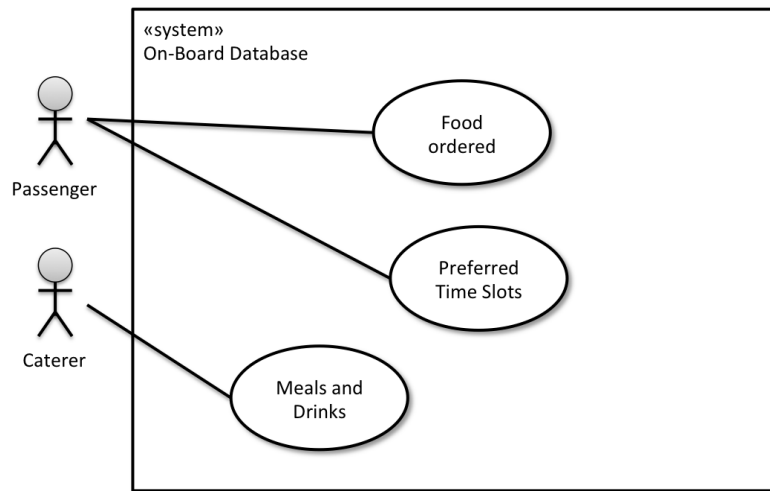 «system»
On-Board Database
Food
ordered
Passenger
Preferred
Time Slots
Caterer
Meals and
Drinks